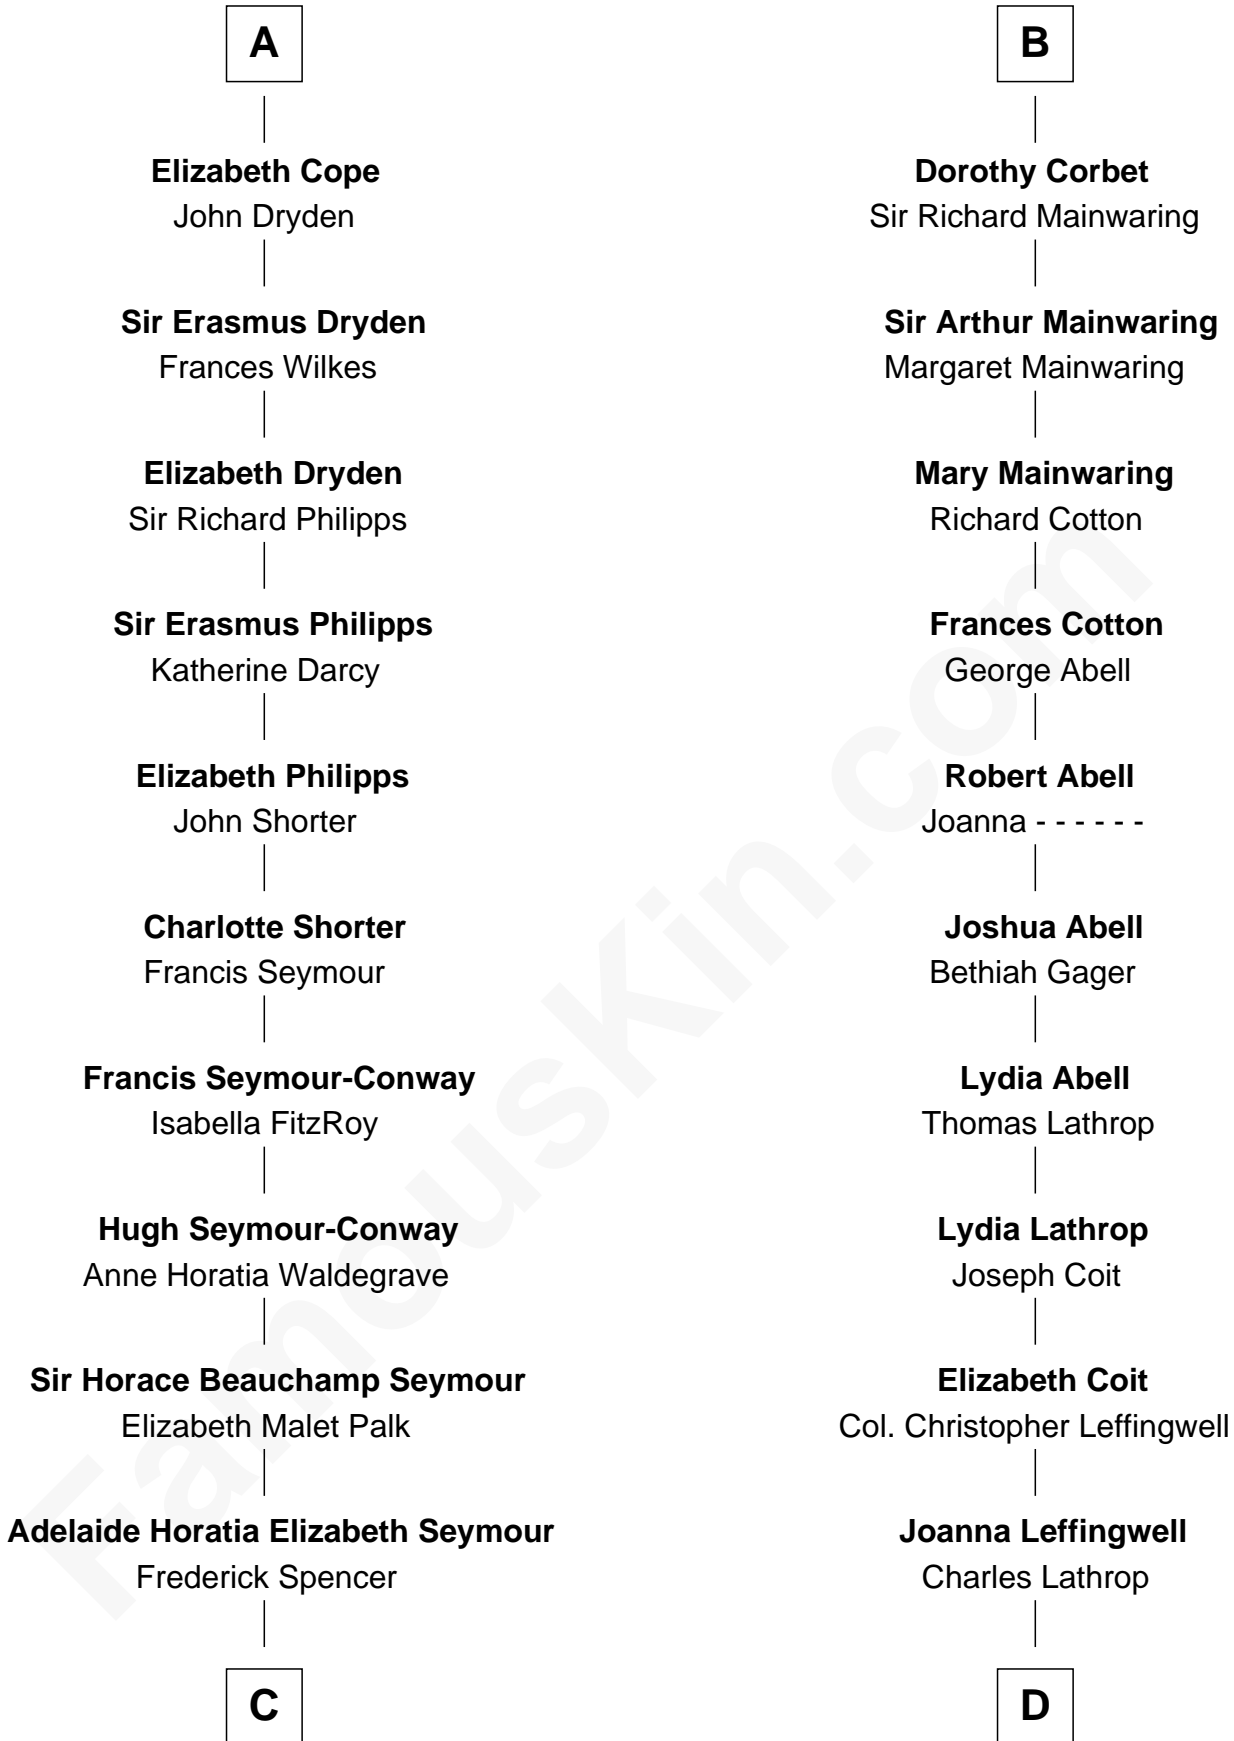 A
Elizabeth Cope
John Dryden
Sir Erasmus Dryden
Frances Wilkes
Elizabeth Dryden
Sir Richard Philipps
Sir Erasmus Philipps
Katherine Darcy
Elizabeth Philipps
John Shorter
Charlotte Shorter
Francis Seymour
Francis Seymour-Conway
Isabella FitzRoy
Hugh Seymour-Conway
Anne Horatia Waldegrave
Sir Horace Beauchamp Seymour
Elizabeth Malet Palk
Adelaide Horatia Elizabeth Seymour
Frederick Spencer
C
B
Dorothy Corbet
Sir Richard Mainwaring
Sir Arthur Mainwaring
Margaret Mainwaring
Mary Mainwaring
Richard Cotton
Frances Cotton
George Abell
Robert Abell
Joanna - - - - - -
Joshua Abell
Bethiah Gager
Lydia Abell
Thomas Lathrop
Lydia Lathrop
Joseph Coit
Elizabeth Coit
Col. Christopher Leffingwell
Joanna Leffingwell
Charles Lathrop
D
FamousKin.com